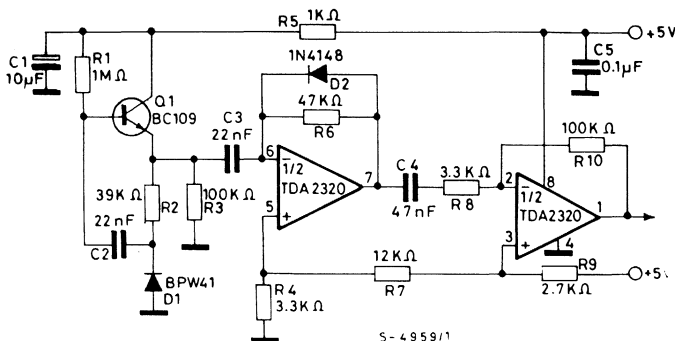 R5
1KΩ
+5V
C1
10µF
R1
1MΩ
1N4148
D2
C5
0.1µF
Q1
BC109
C3
22nF
47KΩ
R6
100KΩ
R10
6
−
1/2
TDA2320
7
5
+
C4
47nF
3.3KΩ
R8
2
−
8
1/2
TDA2320
1
3
+
4
39KΩ
R2
100KΩ
R3
22nF
C2
BPW41
D1
12KΩ
R7
R9
2.7KΩ
+5V
R4
3.3KΩ
S-4959/1